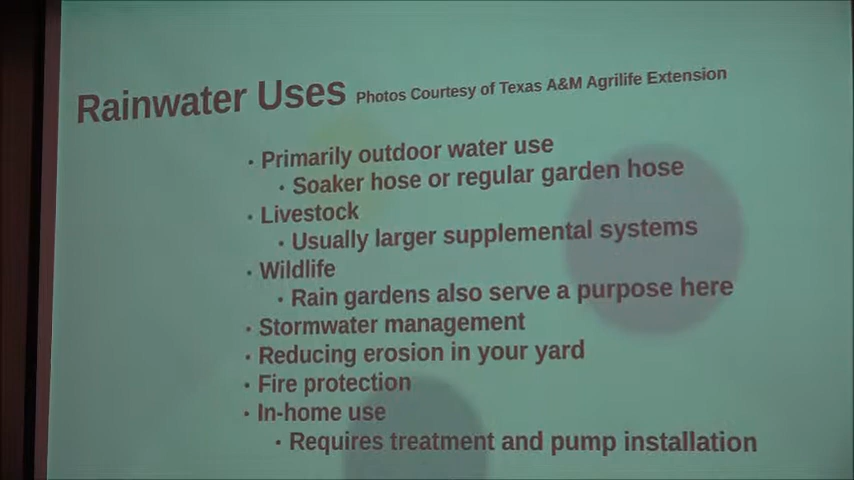 Rainwater Uses Photos Courtesy of Texas A&M Agrilife Extension
• Primarily outdoor water use
• Soaker hose or regular garden hose
• Livestock
• Usually larger supplemental systems
• Wildlife
• Rain gardens also serve a purpose here
• Stormwater management
• Reducing erosion in your yard
• Fire protection
• In-home use
• Requires treatment and pump installation